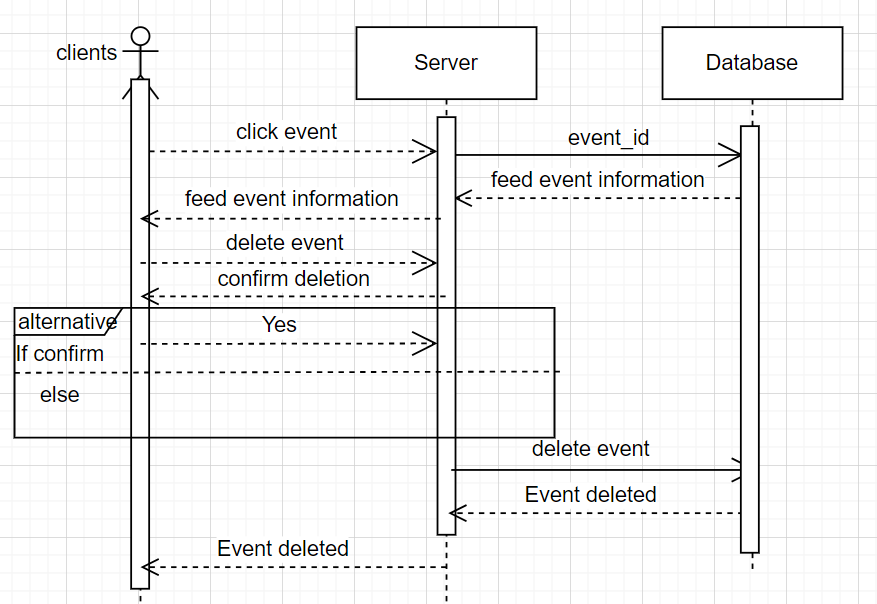 clients
Server
Database
click event
event_id
feed event information
feed event information
delete event
confirm deletion
alternative
Yes
If confirm
else
delete event
Event deleted
Event deleted